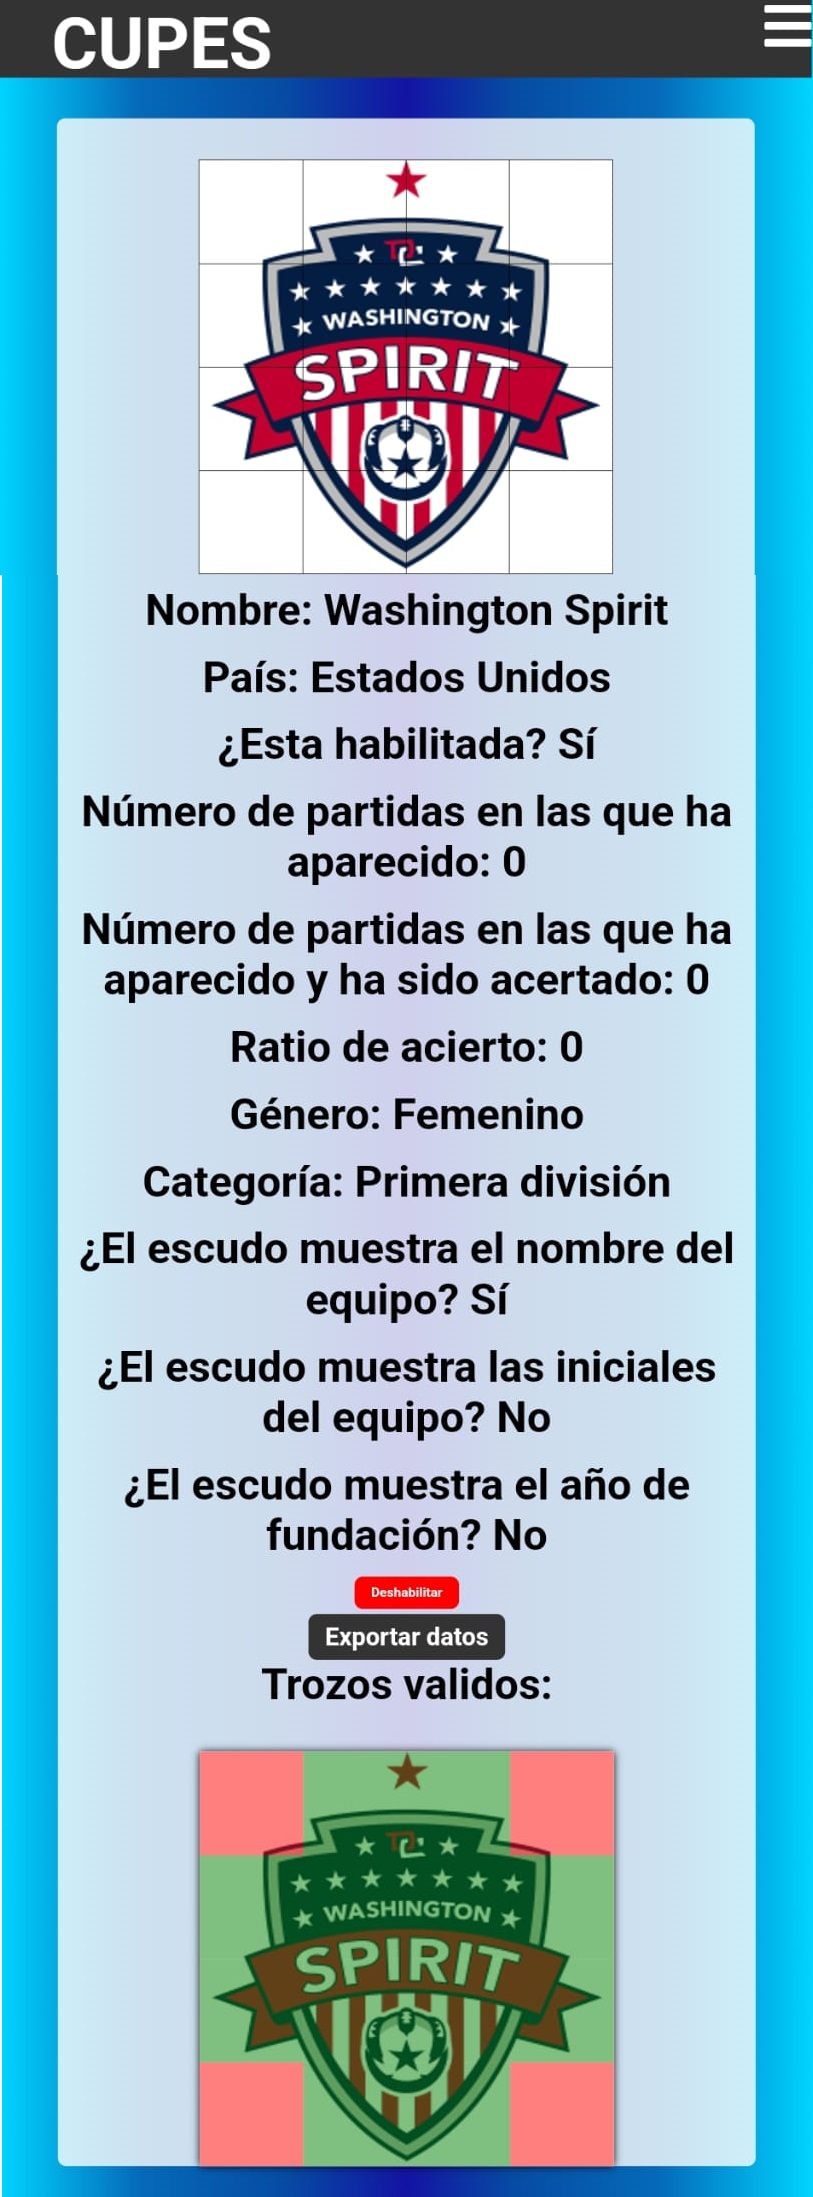 CUPES
DC
WASHINGTON
SPIRIT
Nombre: Washington Spirit
País: Estados Unidos
¿Esta habilitada? Sí
Número de partidas en las que ha
aparecido: 0
Número de partidas en las que ha
aparecido y ha sido acertado: 0
Ratio de acierto: 0
Género: Femenino
Categoría: Primera división
¿El escudo muestra el nombre del
equipo? Sí
¿El escudo muestra las iniciales
del equipo? No
¿El escudo muestra el año de
fundación? No
Deshabilitar
Exportar datos
Trozos validos:
DC
WASHINGTON
SPIRIT